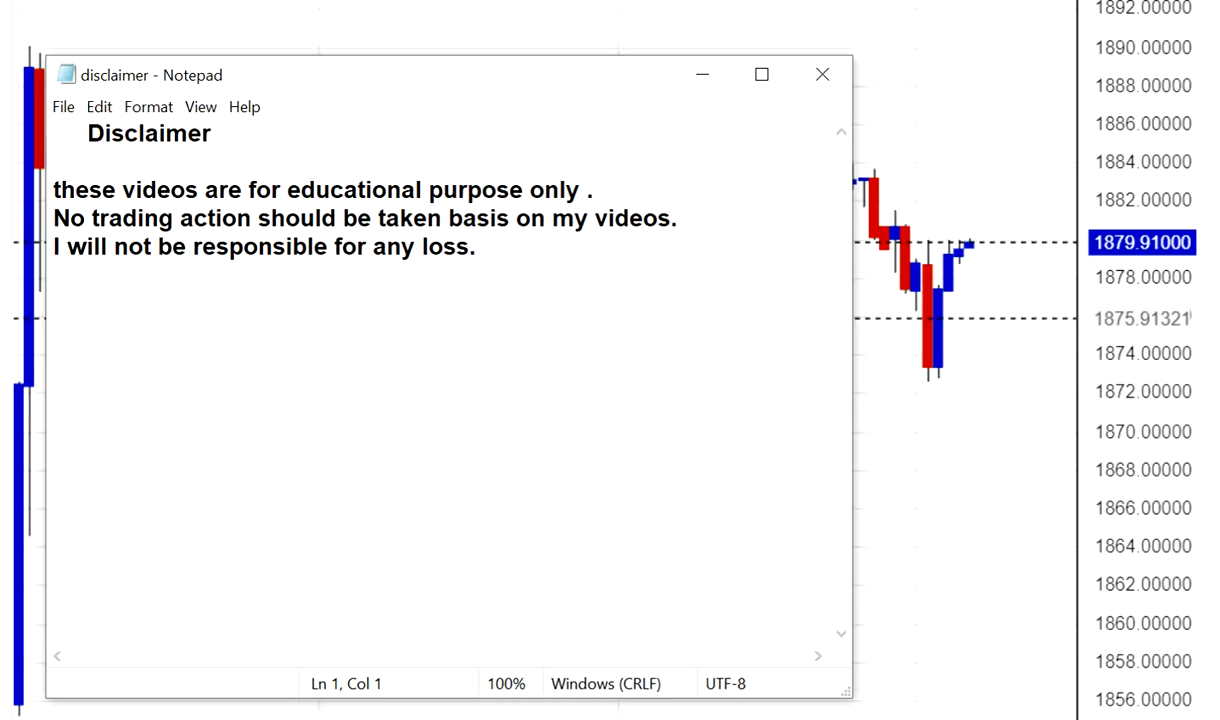 disclaimer - Notepad
File Edit Format View Help
Disclaimer
these videos are for educational purpose only .
No trading action should be taken basis on my videos.
I will not be responsible for any loss.
Ln 1, Col 1 100% Windows (CRLF) UTF-8
1892.00000
1890.00000
1888.00000
1886.00000
1884.00000
1882.00000
1879.91000
1878.00000
1875.91321
1874.00000
1872.00000
1870.00000
1868.00000
1866.00000
1864.00000
1862.00000
1860.00000
1858.00000
1856.00000